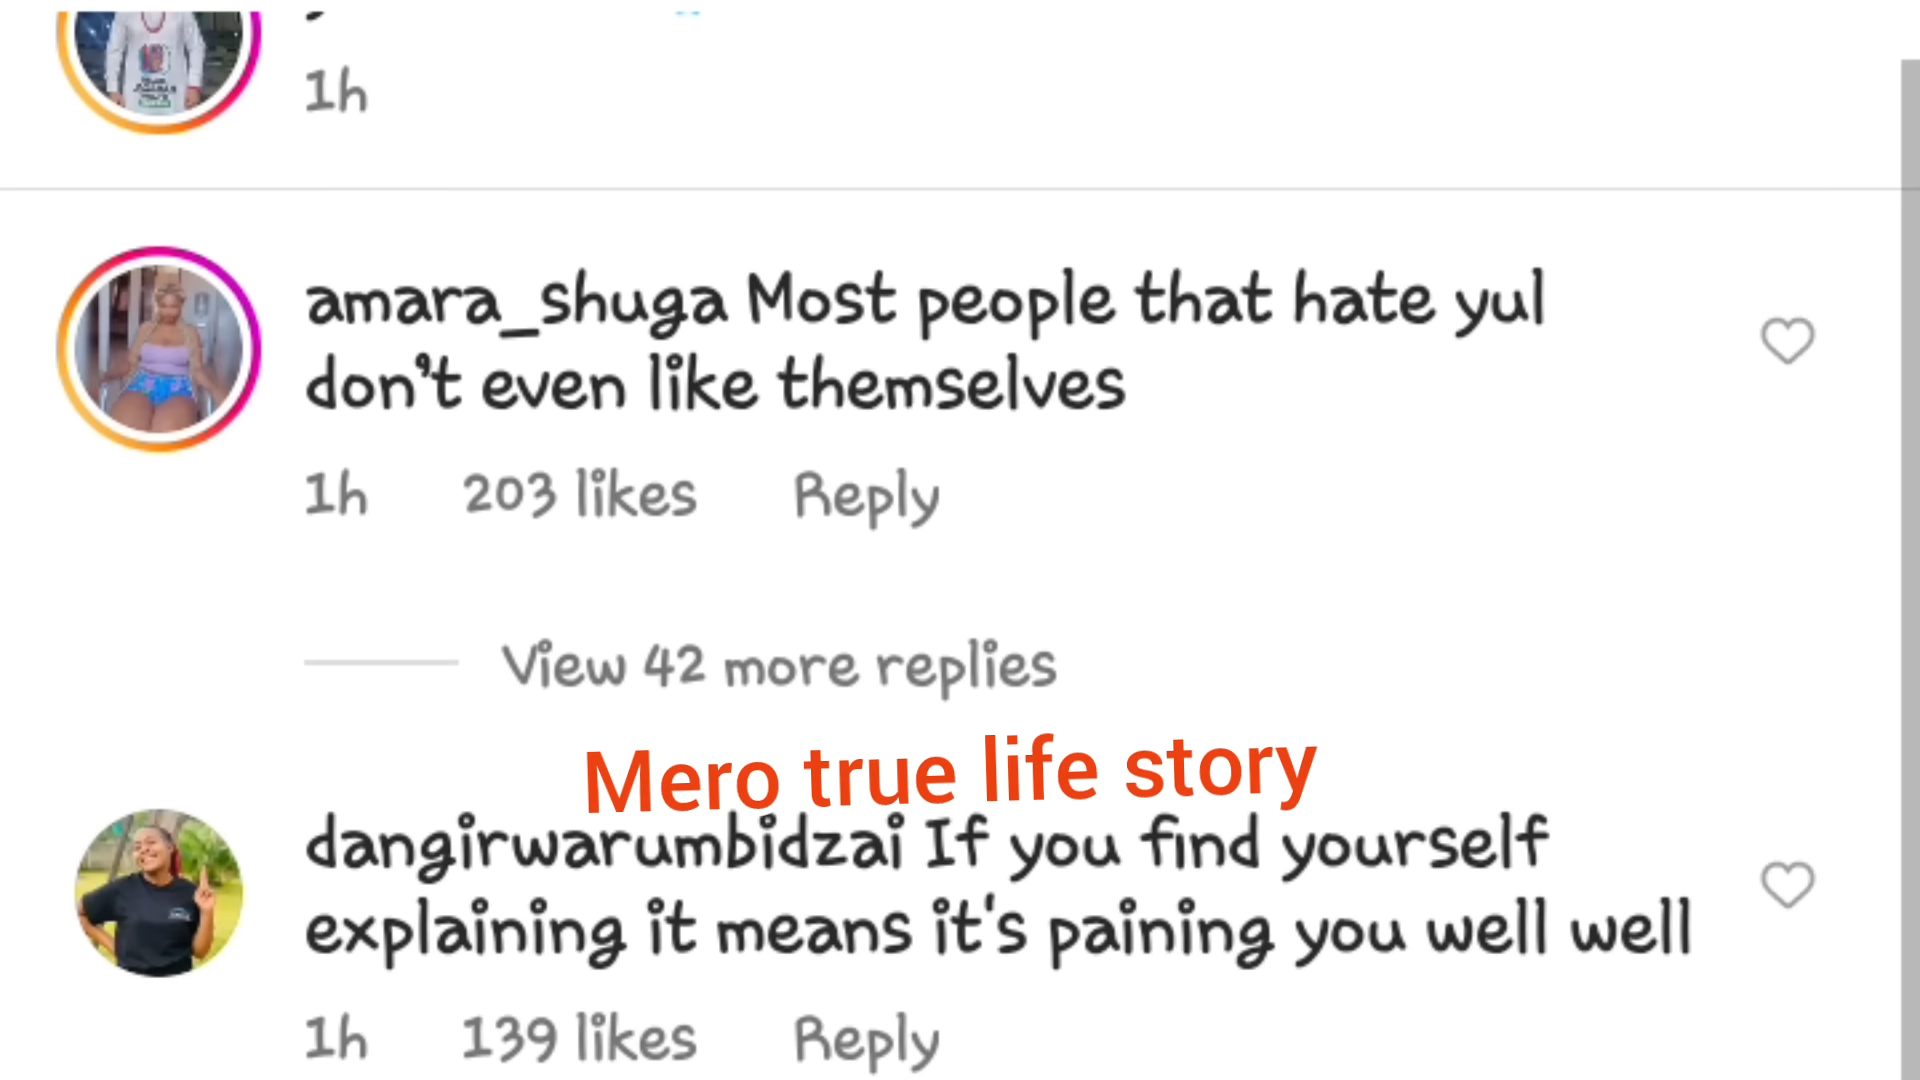 1h
amara_shuga Most people that hate yul
don't even like themselves
1h 203 likes Reply
View 42 more replies
Mero true life story
dangirwarumbidzai If you find yourself
explaining it means it's paining you well well
1h 139 likes Reply